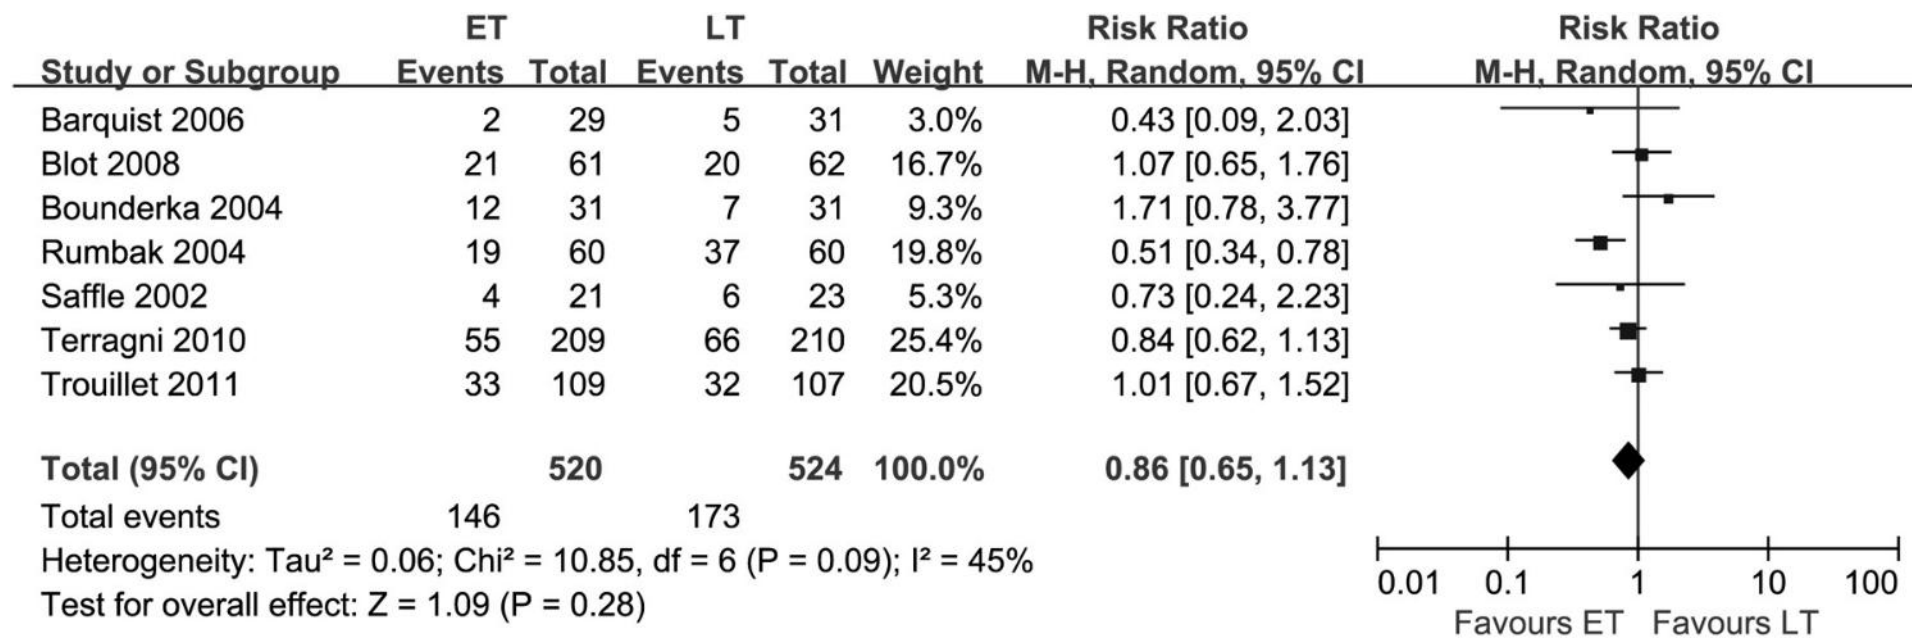 ET LT Risk Ratio Risk Ratio
Study or Subgroup Events Total Events Total Weight M-H, Random, 95% CI M-H, Random, 95% CI
Barquist 2006 2 29 5 31 3.0% 0.43 [0.09, 2.03]
Blot 2008 21 61 20 62 16.7% 1.07 [0.65, 1.76]
Bounderka 2004 12 31 7 31 9.3% 1.71 [0.78, 3.77]
Rumbak 2004 19 60 37 60 19.8% 0.51 [0.34, 0.78]
Saffle 2002 4 21 6 23 5.3% 0.73 [0.24, 2.23]
Terragni 2010 55 209 66 210 25.4% 0.84 [0.62, 1.13]
Trouillet 2011 33 109 32 107 20.5% 1.01 [0.67, 1.52]
Total (95% CI) 520 524 100.0% 0.86 [0.65, 1.13]
Total events 146 173
Heterogeneity: Tau² = 0.06; Chi² = 10.85, df = 6 (P = 0.09); I² = 45%
Test for overall effect: Z = 1.09 (P = 0.28)
0.01 0.1 1 10 100
Favours ET Favours LT